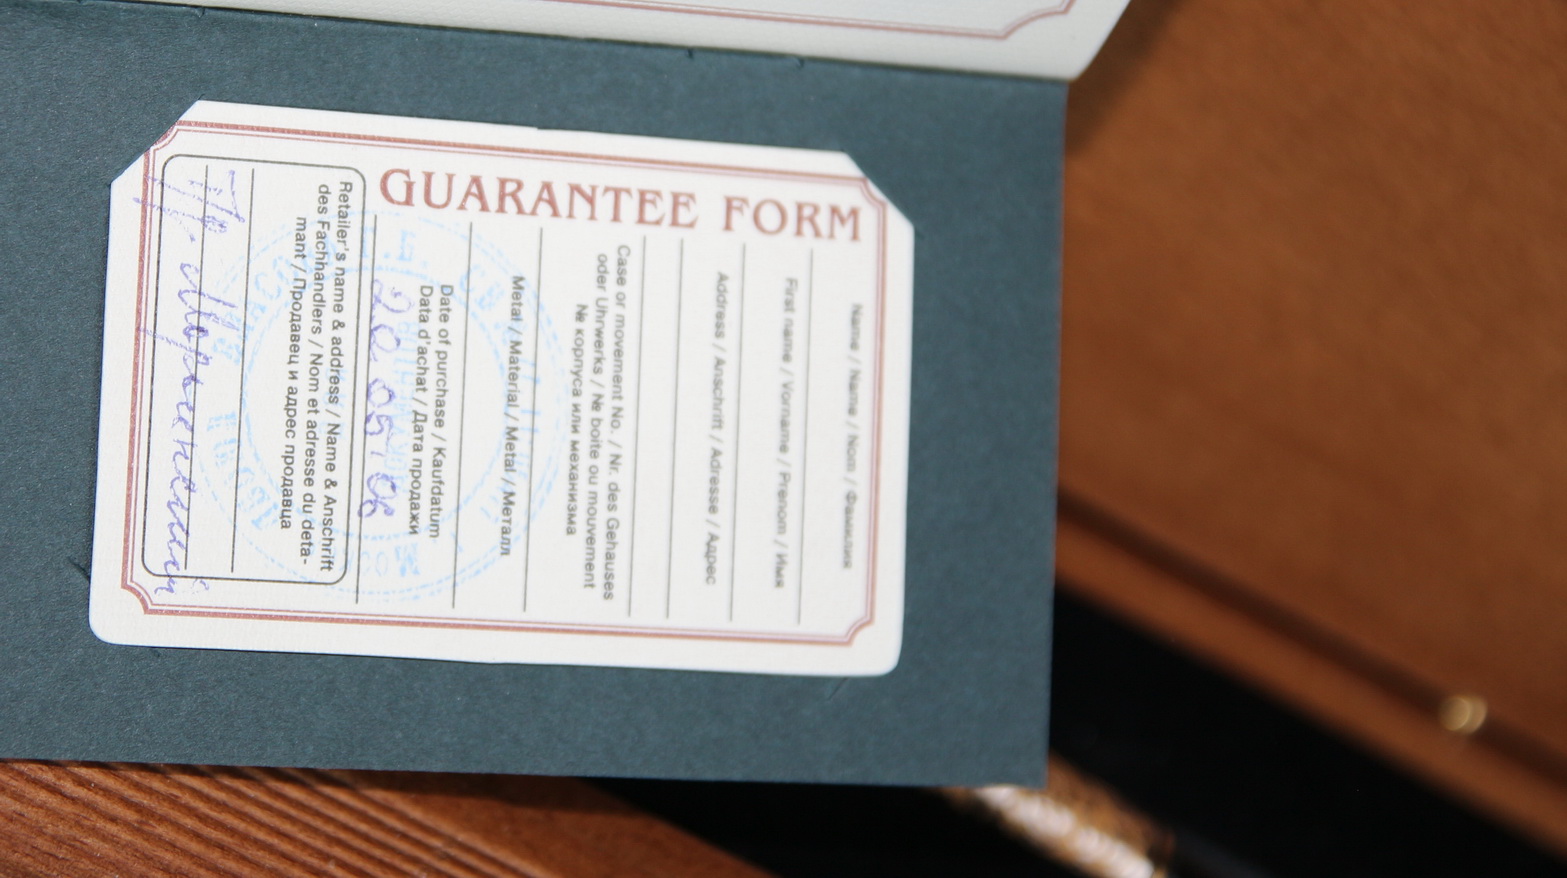 GUARANTEE FORM
Name / Name / Nom / Фамилия
First name / Vorname / Prenom / Имя
Address / Anschrift / Adresse / Адрес
Case or movement No. / Nr. des Gehauses
oder Uhrwerks / № boite ou mouvement
№ корпуса или механизма
Metal / Material / Metal / Металл
Date of purchase / Kaufdatum
Data d'achat / Дата продажи
20 05 06
Retailer's name & address / Name & Anschrift
des Fachhandlers / Nom et adresse du deta-
mant / Продавец и адрес продавца